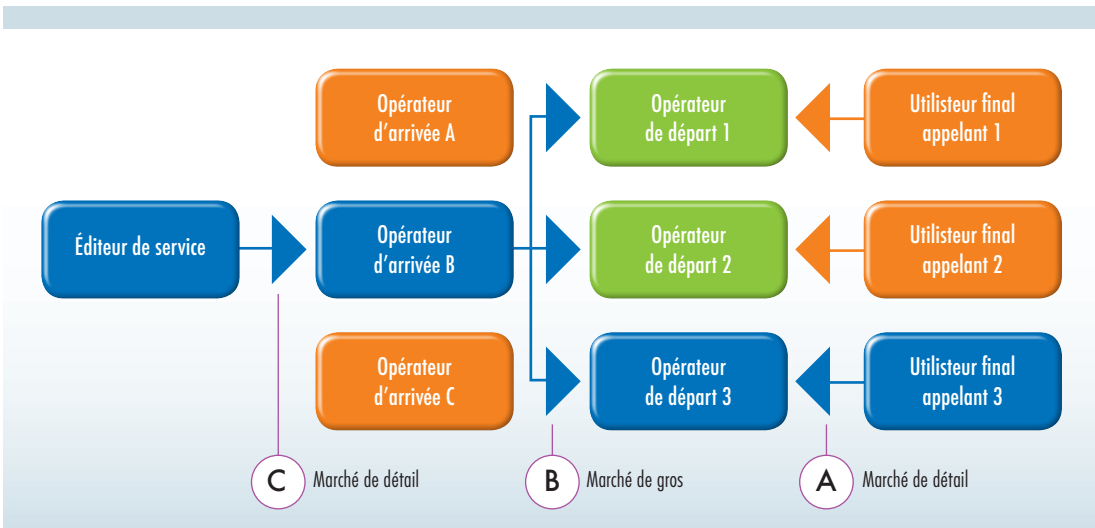 Opérateur
d'arrivée A
Opérateur
de départ 1
Utilisteur final
appelant 1
Éditeur de service
Opérateur
d'arrivée B
Opérateur
de départ 2
Utilisteur final
appelant 2
Opérateur
d'arrivée C
Opérateur
de départ 3
Utilisteur final
appelant 3
C Marché de détail
B Marché de gros
A Marché de détail